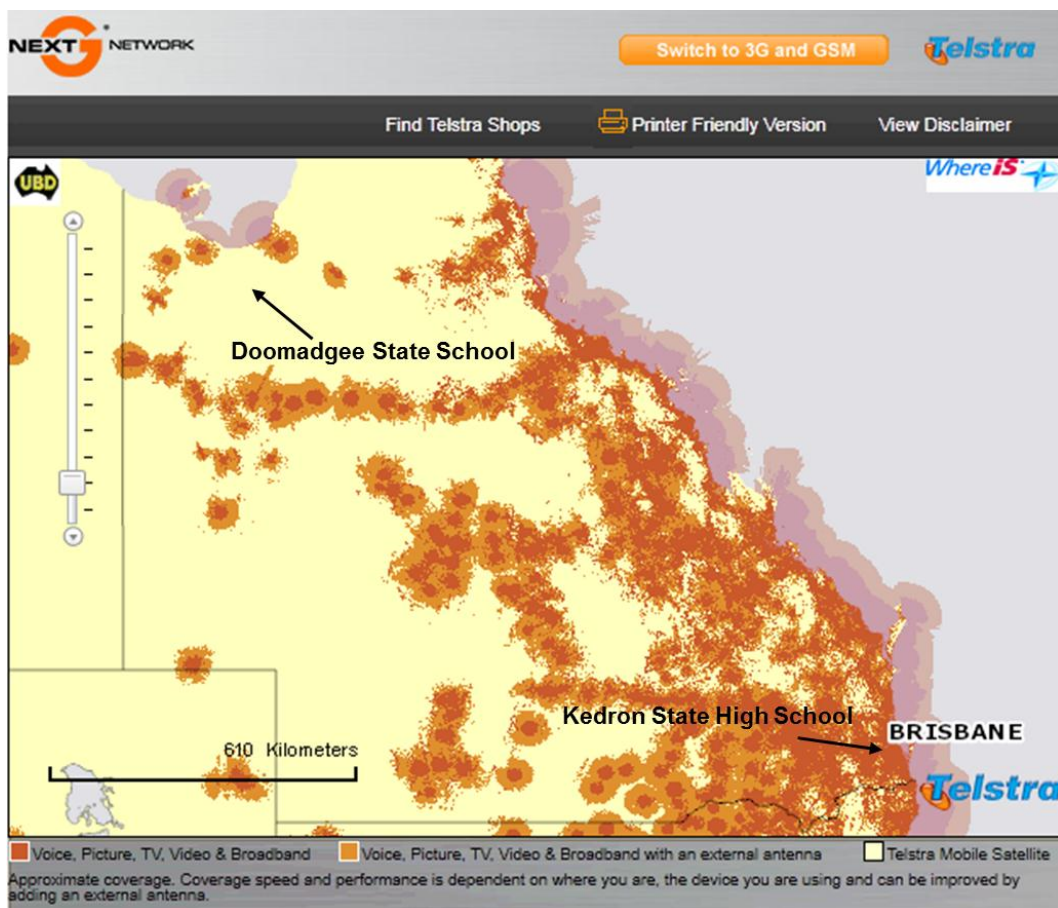 NEXT G NETWORK
Switch to 3G and GSM
Telstra
Find Telstra Shops
Printer Friendly Version
View Disclaimer
UBD
Where iS
Doomadgee State School
Kedron State High School
BRISBANE
610 Kilometers
Telstra
Voice, Picture, TV, Video & Broadband
Voice, Picture, TV, Video & Broadband with an external antenna
Telstra Mobile Satellite
Approximate coverage. Coverage speed and performance is dependent on where you are, the device you are using and can be improved by
adding an external antenna.